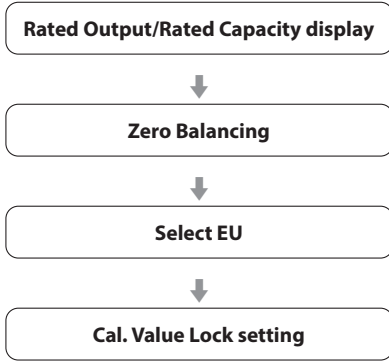 Rated Output/Rated Capacity display
Zero Balancing
Select EU
Cal. Value Lock setting